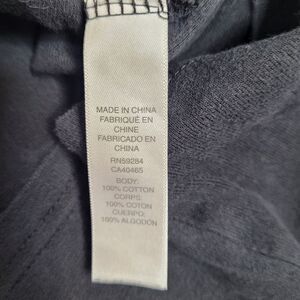 MADE IN CHINA
FABRIQUÉ EN
CHINE
FABRICADO EN
CHINA
RN59284
CA40465
BODY:
100% COTTON
CORPS:
100% COTON
CUERPO:
100% ALGODÓN